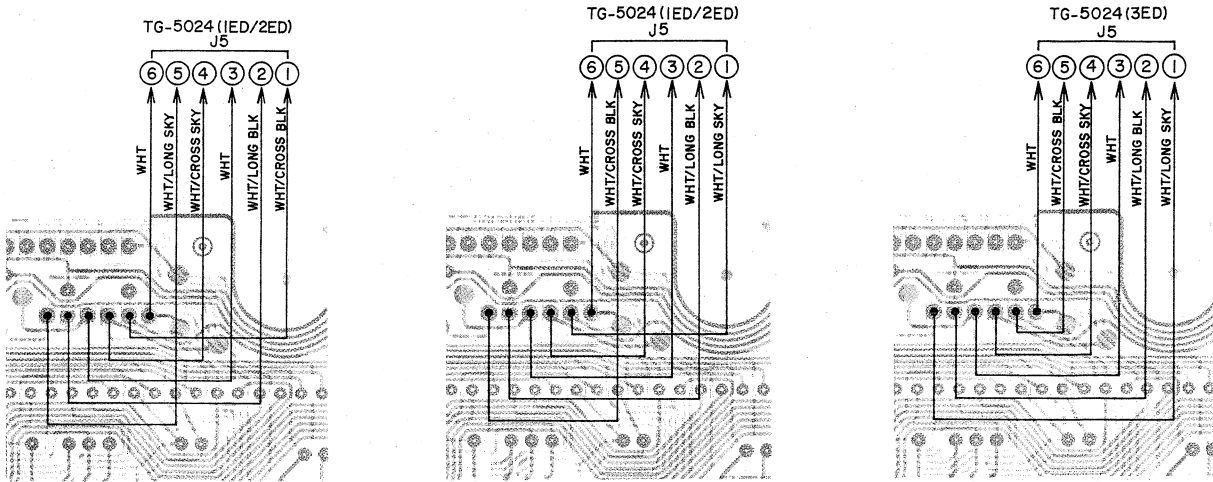 TG-5024(1ED/2ED)
J5
6 5 4 3 2 1
WHT
WHT/LONG SKY
WHT/CROSS SKY
WHT
WHT/LONG BLK
WHT/CROSS BLK
TG-5024(1ED/2ED)
J5
6 5 4 3 2 1
WHT
WHT/CROSS BLK
WHT/CROSS SKY
WHT
WHT/LONG BLK
WHT/LONG SKY
TG-5024(3ED)
J5
6 5 4 3 2 1
WHT
WHT/CROSS BLK
WHT/CROSS SKY
WHT
WHT/LONG BLK
WHT/LONG SKY